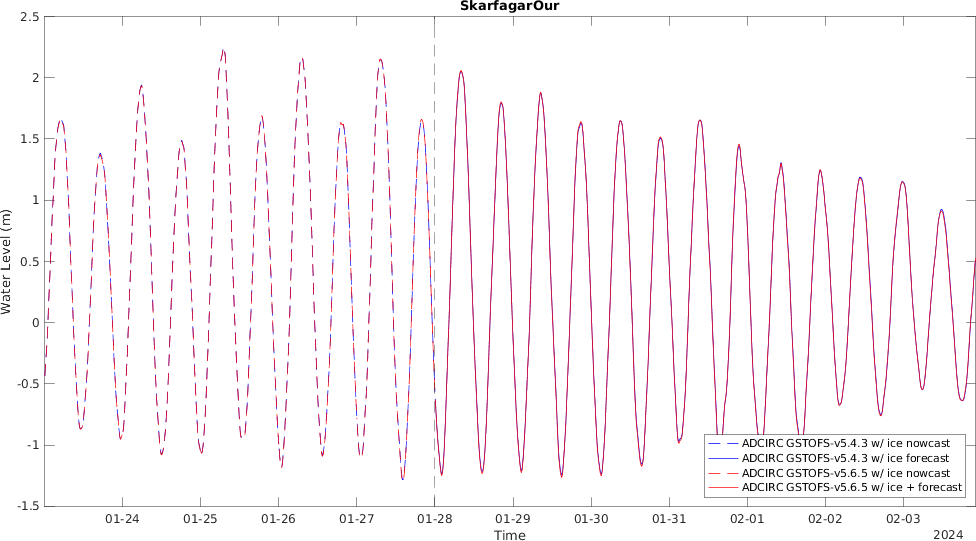 SkarfagarOur
2.5
2
1.5
1
0.5
0
-0.5
-1
-1.5
Water Level (m)
ADCIRC GSTOFS-v5.4.3 w/ ice nowcast
ADCIRC GSTOFS-v5.4.3 w/ ice forecast
ADCIRC GSTOFS-v5.6.5 w/ ice nowcast
ADCIRC GSTOFS-v5.6.5 w/ ice + forecast
01-24 01-25 01-26 01-27 01-28 01-29 01-30 01-31 02-01 02-02 02-03
Time
2024